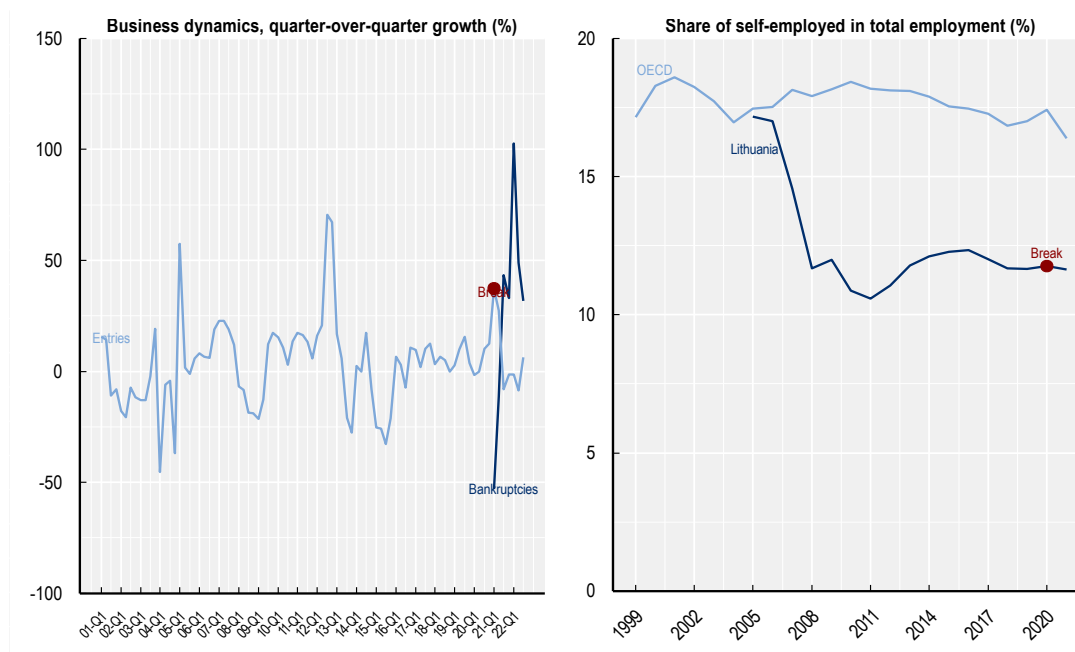 Business dynamics, quarter-over-quarter growth (%)
150
100
50
0
-50
-100
Entries
Break
Bankruptcies
01-Q1
02-Q1
03-Q1
04-Q1
05-Q1
06-Q1
07-Q1
08-Q1
09-Q1
10-Q1
11-Q1
12-Q1
13-Q1
14-Q1
15-Q1
16-Q1
17-Q1
18-Q1
19-Q1
20-Q1
21-Q1
22-Q1
Share of self-employed in total employment (%)
20
15
10
5
0
OECD
Lithuania
Break
1999
2002
2005
2008
2011
2014
2017
2020